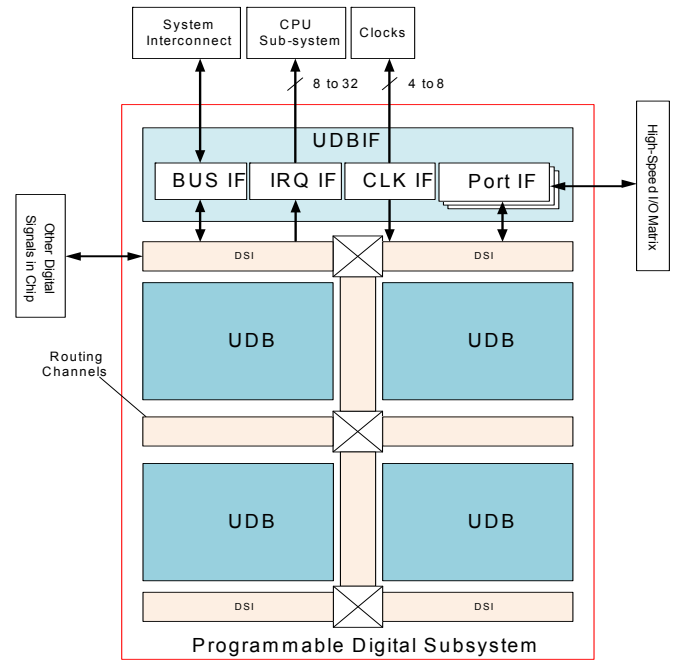 System
Interconnect
CPU
Sub-system
Clocks
8 to 32
4 to 8
UDBIF
BUS IF
IRQ IF
CLK IF
Port IF
High-Speed I/O Matrix
Other Digital
Signals in Chip
DSI
DSI
UDB
UDB
Routing
Channels
UDB
UDB
DSI
DSI
Programmable Digital Subsystem